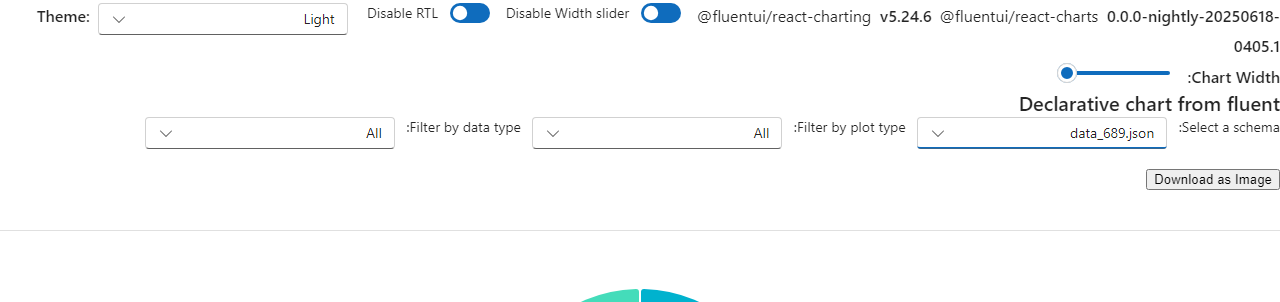 Theme: Light Disable RTL Disable Width slider @fluentui/react-charting v5.24.6 @fluentui/react-charts 0.0.0-nightly-20250618-
0405.1
:Chart Width
Declarative chart from fluent
:Select a schema data_689.json :Filter by plot type All :Filter by data type All
Download as Image